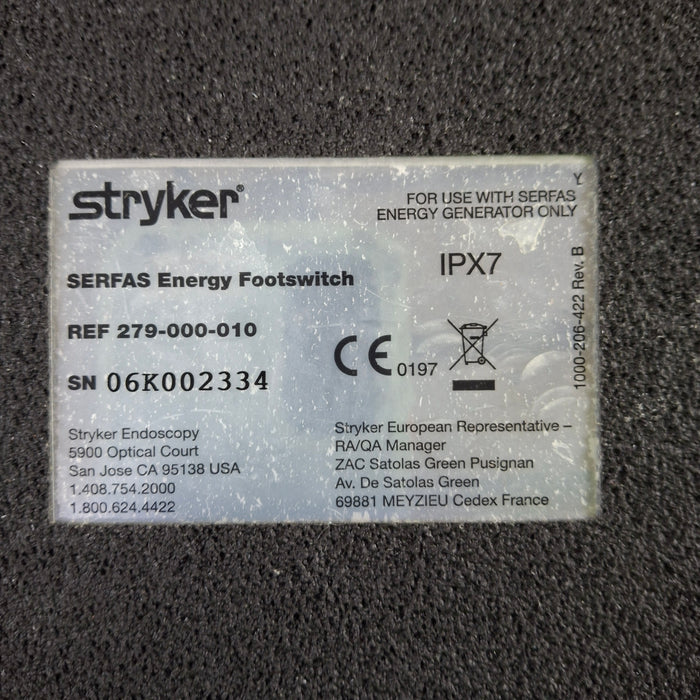 stryker®
FOR USE WITH SERFAS
ENERGY GENERATOR ONLY
Y
SERFAS Energy Footswitch
IPX7
REF 279-000-010
SN 06K002334
CE 0197
1000-206-422 Rev. B
Stryker Endoscopy
5900 Optical Court
San Jose CA 95138 USA
1.408.754.2000
1.800.624.4422
Stryker European Representative –
RA/QA Manager
ZAC Satolas Green Pusignan
Av. De Satolas Green
69881 MEYZIEU Cedex France